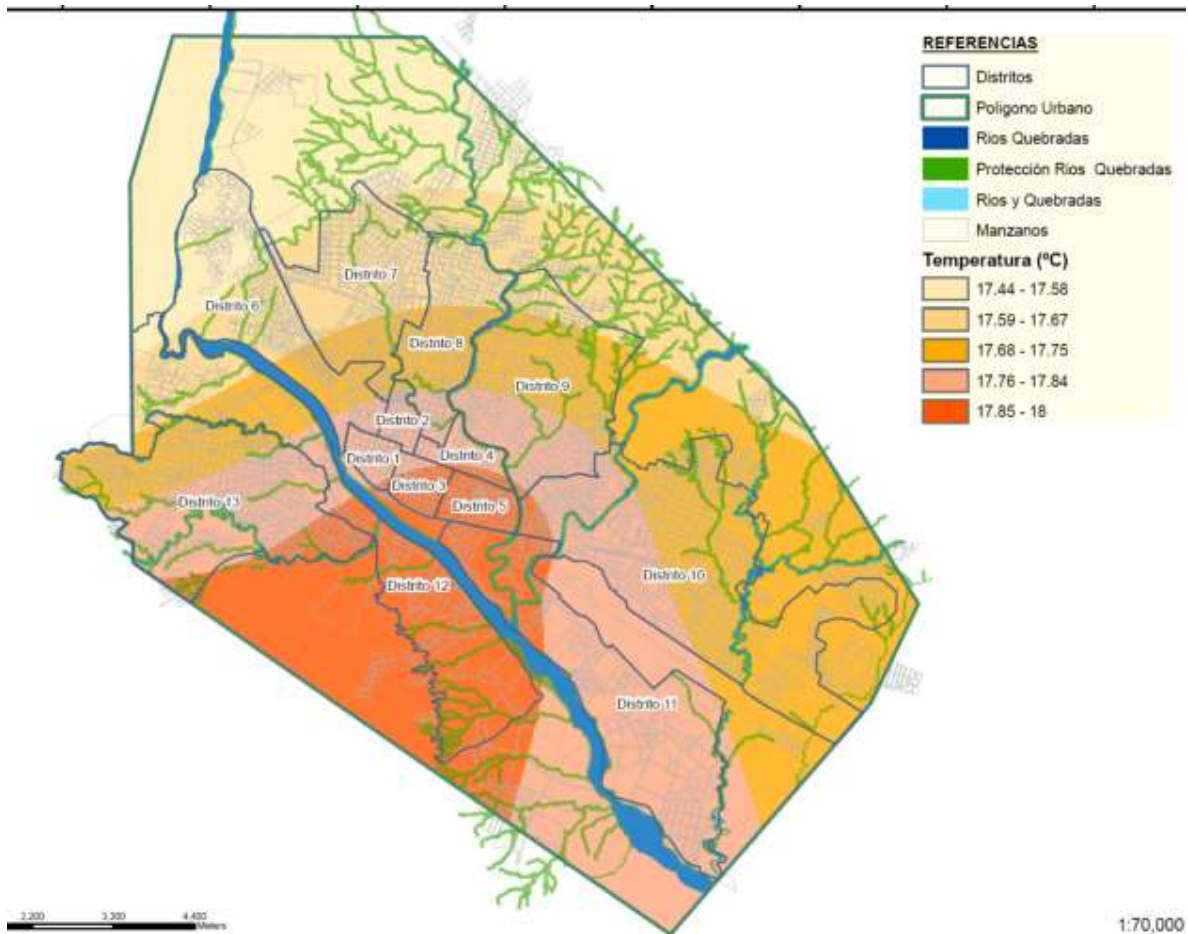 REFERENCIAS
Distritos
Poligono Urbano
Rios Quebradas
Protección Rios Quebradas
Rios y Quebradas
Manzanos
Temperatura (ºC)
17.44 - 17.58
17.59 - 17.67
17.68 - 17.75
17.76 - 17.84
17.85 - 18
Distrito 7
Distrito 6
Distrito 8
Distrito 9
Distrito 2
Distrito 4
Distrito 1
Distrito 3
Distrito 13
Distrito 5
Distrito 10
Distrito 12
Distrito 11
2,200 3,300 4,400
Meters
1:70,000